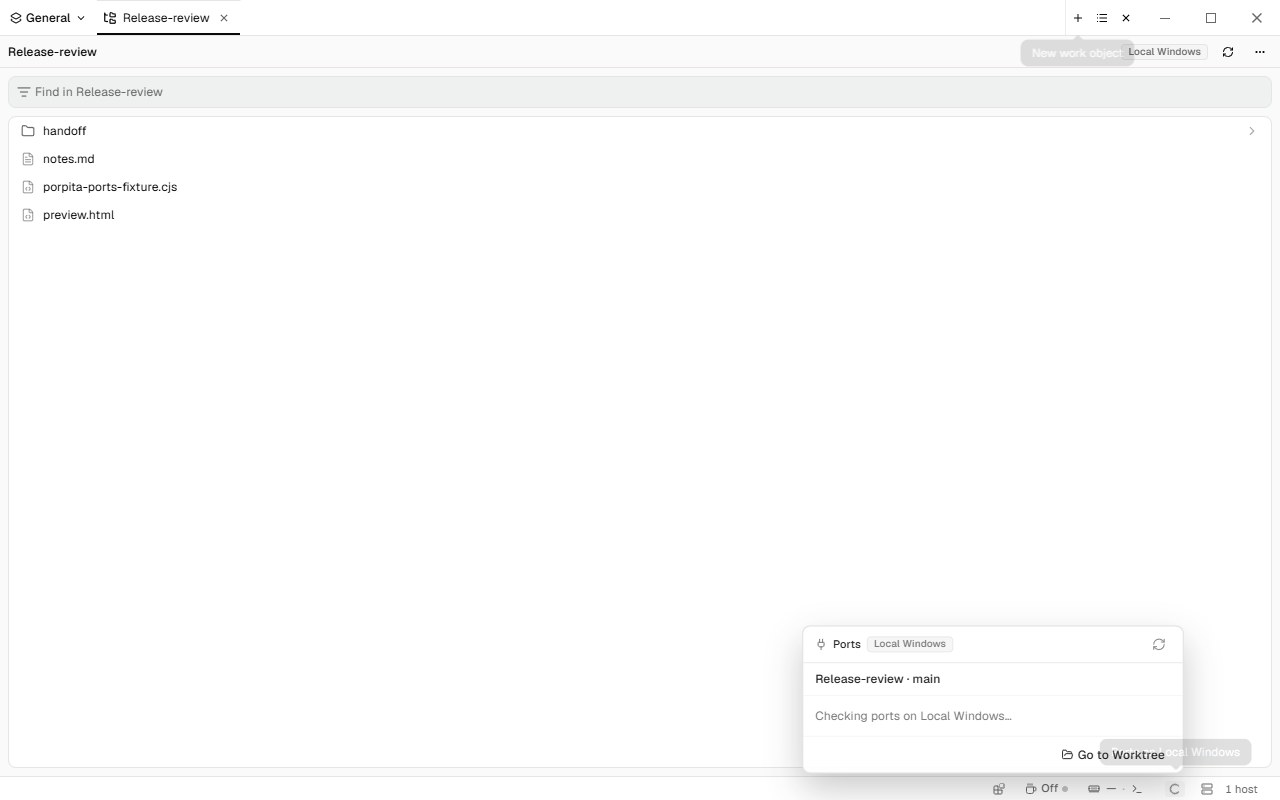 General
Release-review
Release-review
New work object
Local Windows
Find in Release-review
handoff
notes.md
porpita-ports-fixture.cjs
preview.html
Ports
Local Windows
Release-review · main
Checking ports on Local Windows…
Go to Worktree
Local Windows
Off
— ·
1 host